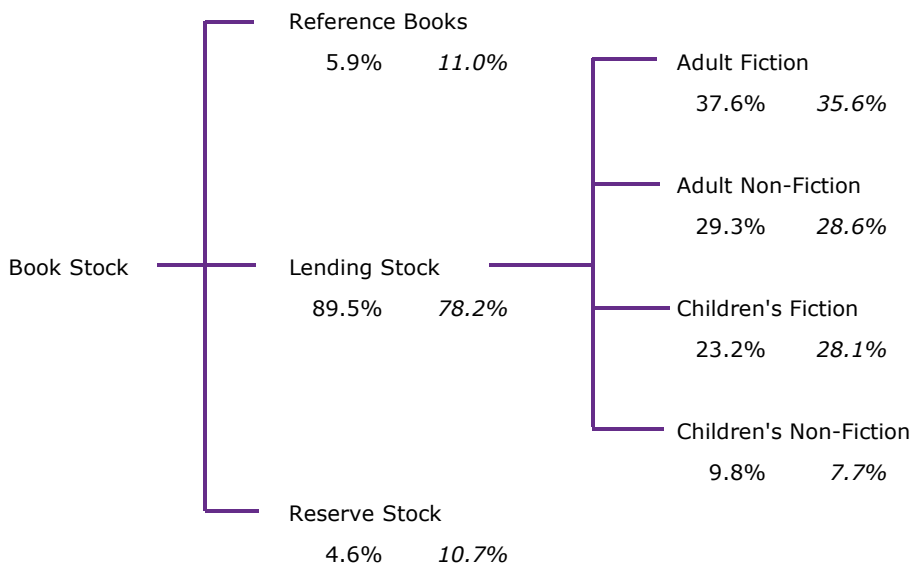 Reference Books
5.9% 11.0%
Adult Fiction
37.6% 35.6%
Adult Non-Fiction
29.3% 28.6%
Book Stock
Lending Stock
89.5% 78.2%
Children's Fiction
23.2% 28.1%
Children's Non-Fiction
9.8% 7.7%
Reserve Stock
4.6% 10.7%